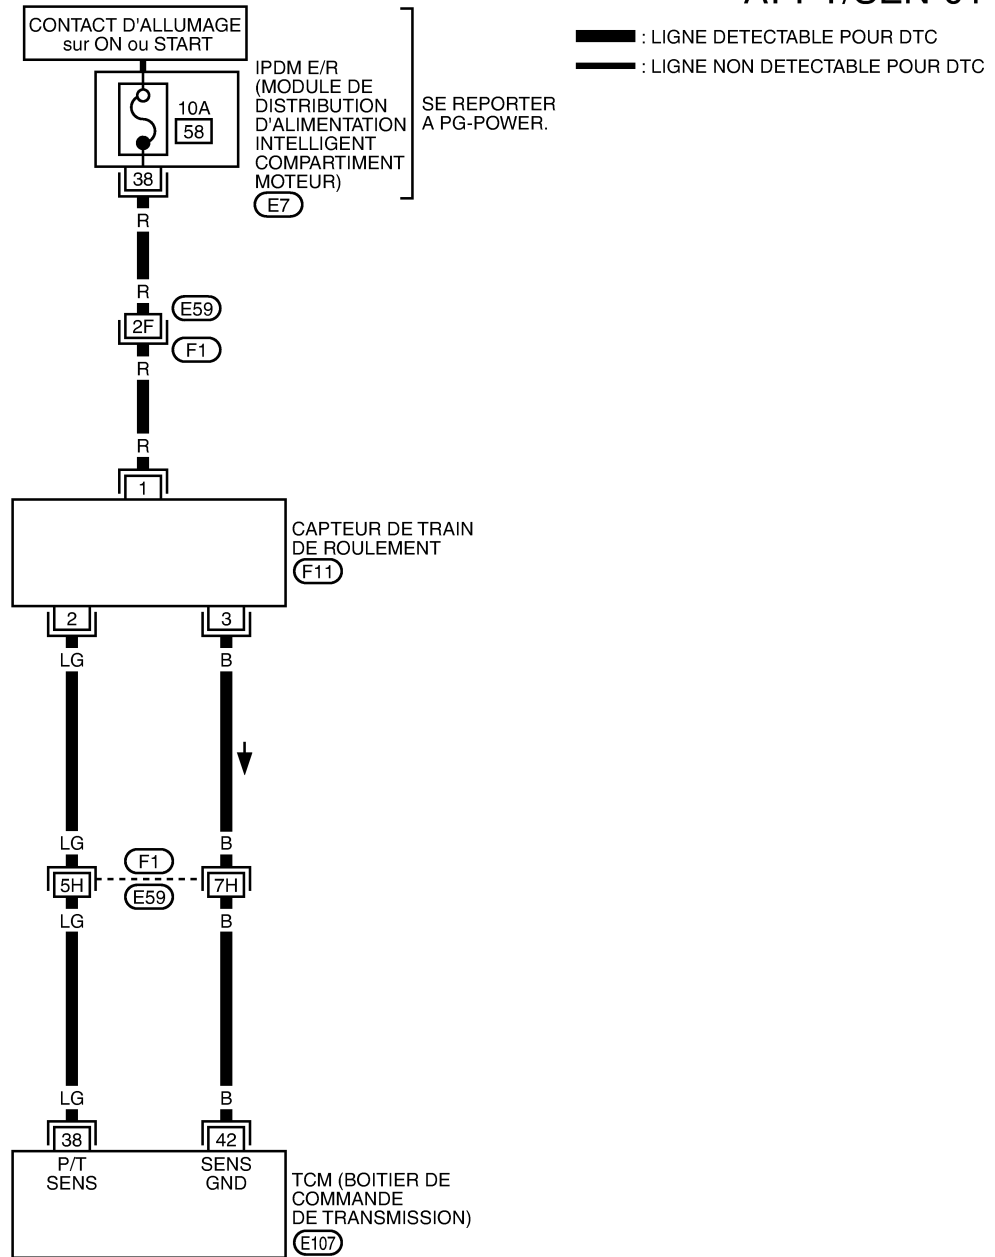 CONTACT D'ALLUMAGE
sur ON ou START
: LIGNE DETECTABLE POUR DTC
: LIGNE NON DETECTABLE POUR DTC
10A
58
IPDM E/R
(MODULE DE
DISTRIBUTION
D'ALIMENTATION
INTELLIGENT
COMPARTIMENT
MOTEUR)
E7
SE REPORTER
A PG-POWER.
38
R
R
E59
2F
F1
R
R
1
CAPTEUR DE TRAIN
DE ROULEMENT
F11
2
3
LG
B
LG
B
F1
5H
7H
E59
LG
B
LG
B
38
42
P/T
SENS
SENS
GND
TCM (BOITIER DE
COMMANDE
DE TRANSMISSION)
E107